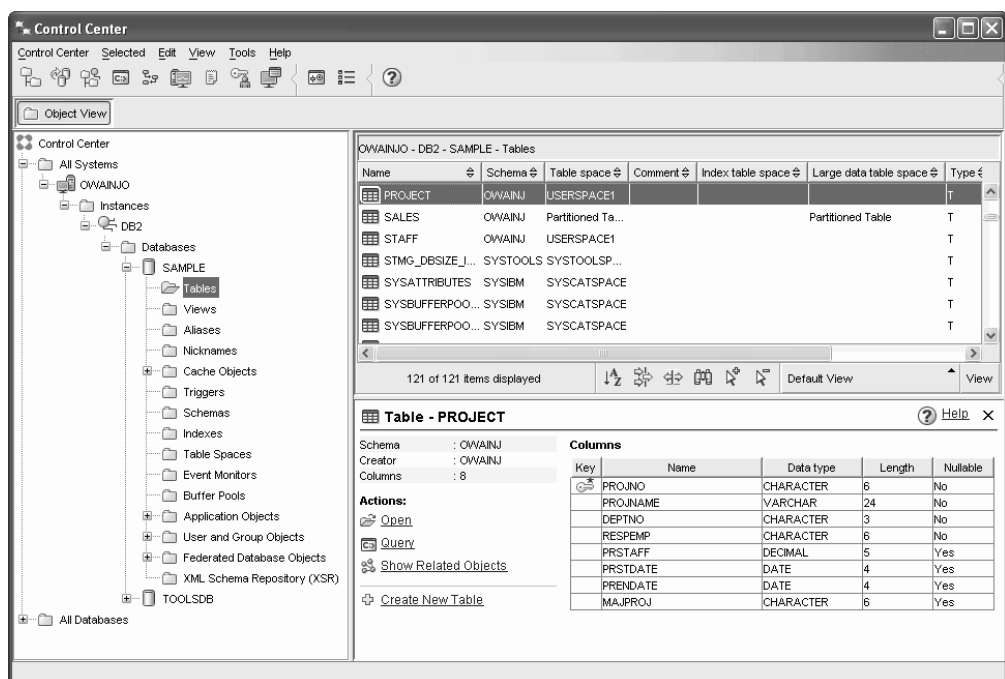 Control Center
Control Center Selected Edit View Tools Help
Object View
Control Center
All Systems
OWAINJO
Instances
DB2
Databases
SAMPLE
Tables
Views
Aliases
Nicknames
Cache Objects
Triggers
Schemas
Indexes
Table Spaces
Event Monitors
Buffer Pools
Application Objects
User and Group Objects
Federated Database Objects
XML Schema Repository (XSR)
TOOLSDB
All Databases
OWAINJO - DB2 - SAMPLE - Tables
Name Schema Table space Comment Index table space Large data table space Type
PROJECT OWAINJ USERSPACE1 T
SALES OWAINJ Partitioned Ta... Partitioned Table T
STAFF OWAINJ USERSPACE1 T
STMG_DBSIZE_I... SYSTOOLS SYSTOOLSP... T
SYSATTRIBUTES SYSIBM SYSCATSPACE T
SYSBUFFERPOO... SYSIBM SYSCATSPACE T
SYSBUFFERPOO... SYSIBM SYSCATSPACE T
121 of 121 items displayed Default View View
Table - PROJECT Help
Schema : OWAINJ
Creator : OWAINJ
Columns : 8
Actions:
Open
Query
Show Related Objects
Create New Table
Columns
Key Name Data type Length Nullable
PROJNO CHARACTER 6 No
PROJNAME VARCHAR 24 No
DEPTNO CHARACTER 3 No
RESPEMP CHARACTER 6 No
PRSTAFF DECIMAL 5 Yes
PRSTDATE DATE 4 Yes
PRENDATE DATE 4 Yes
MAJPROJ CHARACTER 6 Yes